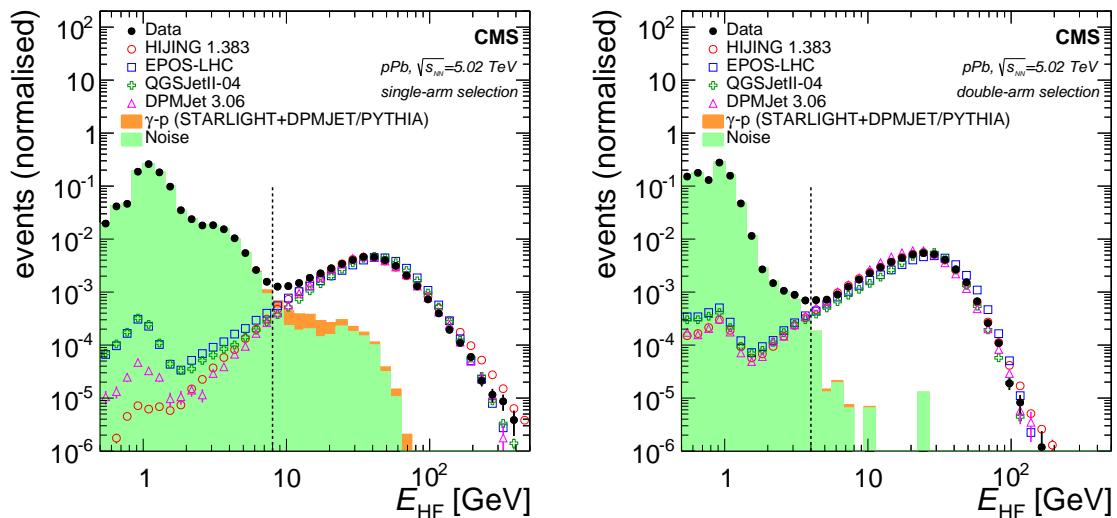 events (normalised)
10²
10
1
10⁻¹
10⁻²
10⁻³
10⁻⁴
10⁻⁵
10⁻⁶
Data
HIJING 1.383
EPOS-LHC
QGSJetII-04
DPMJet 3.06
γ-p (STARLIGHT+DPMJET/PYTHIA)
Noise
CMS
pPb, √s_NN=5.02 TeV
single-arm selection
1 10 10²
E_HF [GeV]
events (normalised)
10²
10
1
10⁻¹
10⁻²
10⁻³
10⁻⁴
10⁻⁵
10⁻⁶
Data
HIJING 1.383
EPOS-LHC
QGSJetII-04
DPMJet 3.06
γ-p (STARLIGHT+DPMJET/PYTHIA)
Noise
CMS
pPb, √s_NN=5.02 TeV
double-arm selection
1 10 10²
E_HF [GeV]